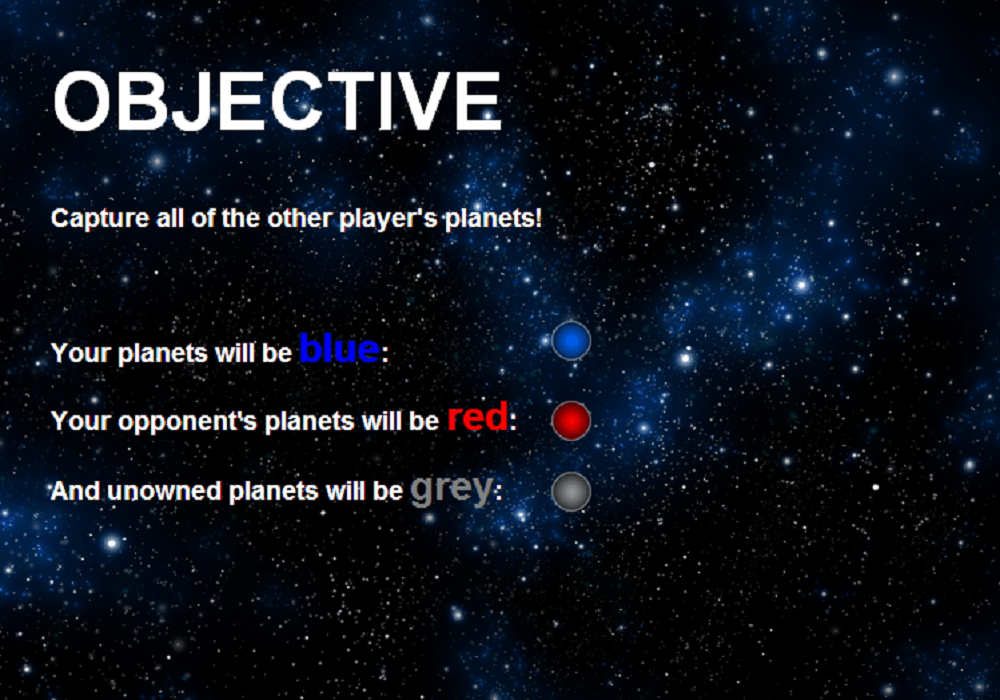 OBJECTIVE
Capture all of the other player's planets!
Your planets will be blue:
Your opponent's planets will be red:
And unowned planets will be grey: